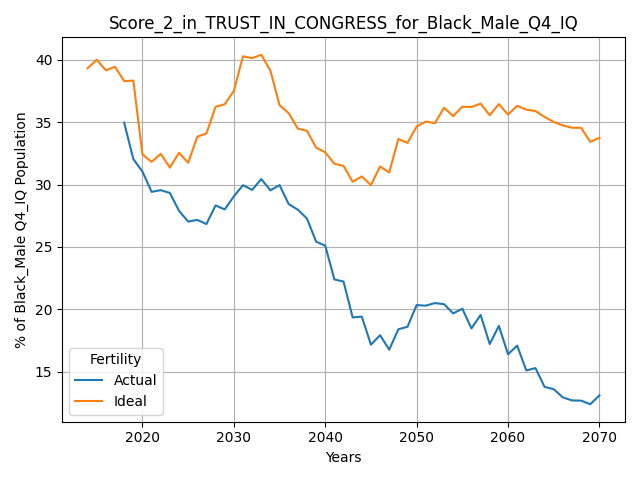 Score_2_in_TRUST_IN_CONGRESS_for_Black_Male_Q4_IQ
% of Black_Male Q4_IQ Population
40
35
30
25
20
15
Fertility
Actual
Ideal
2020 2030 2040 2050 2060 2070
Years